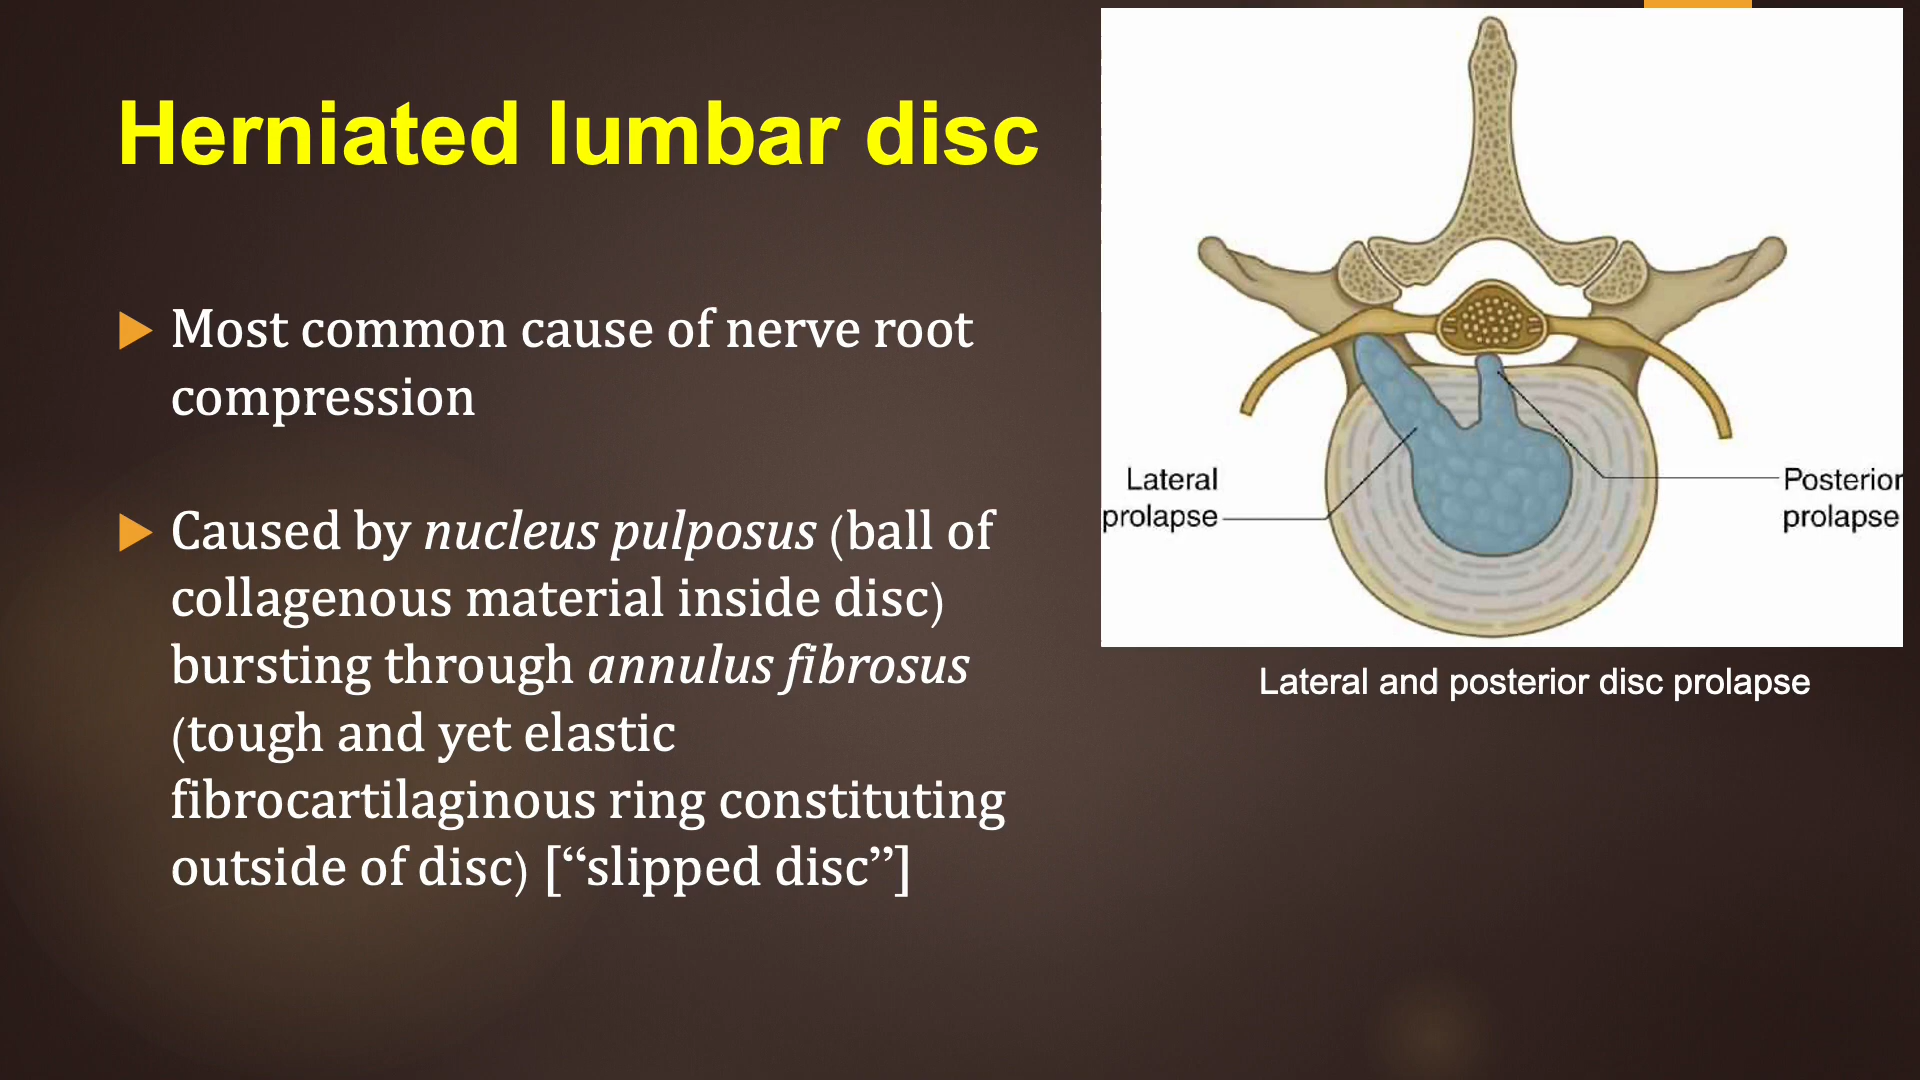 Herniated lumbar disc
Most common cause of nerve root
compression
Caused by nucleus pulposus (ball of
collagenous material inside disc)
bursting through annulus fibrosus
(tough and yet elastic
fibrocartilaginous ring constituting
outside of disc) [“slipped disc”]
Lateral
prolapse
Posterior
prolapse
Lateral and posterior disc prolapse